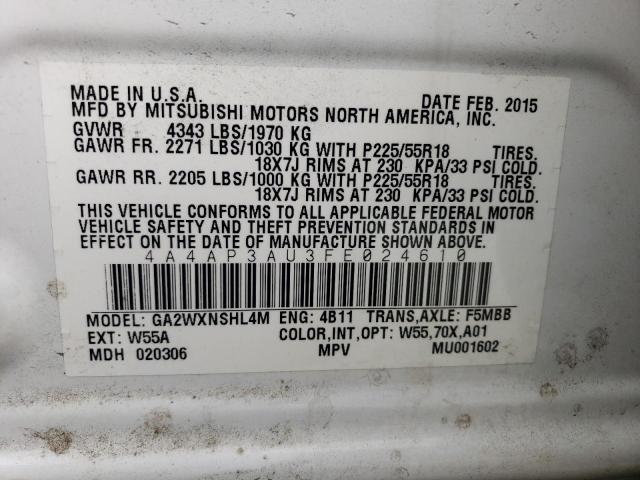 MADE IN U.S.A. DATE FEB. 2015
MFD BY MITSUBISHI MOTORS NORTH AMERICA, INC.
GVWR 4343 LBS/1970 KG
GAWR FR. 2271 LBS/1030 KG WITH P225/55R18 TIRES.
18X7J RIMS AT 230 KPA/33 PSI COLD.
GAWR RR. 2205 LBS/1000 KG WITH P225/55R18 TIRES.
18X7J RIMS AT 230 KPA/33 PSI COLD.
THIS VEHICLE CONFORMS TO ALL APPLICABLE FEDERAL MOTOR
VEHICLE SAFETY AND THEFT PREVENTION STANDARDS IN
EFFECT ON THE DATE OF MANUFACTURE SHOWN ABOVE.
4A4AP3AU3FE024610
MODEL: GA2WXNSHL4M ENG: 4B11 TRANS,AXLE: F5MBB
EXT: W55A COLOR,INT,OPT: W55,70X,A01
MDH 020306 MPV MU001602